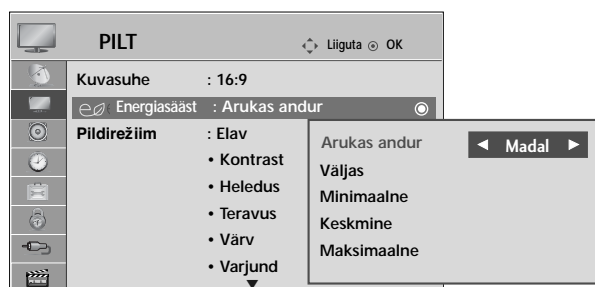 PILT
Liiguta OK
Kuvasuhe : 16:9
Energiasääst : Arukas andur
Pildirežiim : Elav
• Kontrast
• Heledus
• Teravus
• Värv
• Varjund
Arukas andur ◄ Madal ►
Väljas
Minimaalne
Keskmine
Maksimaalne